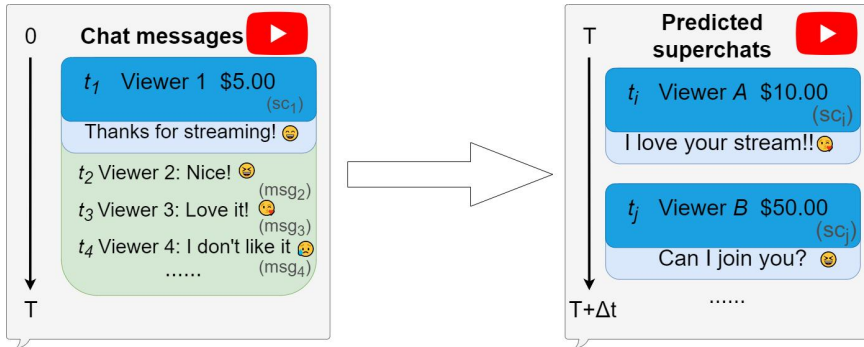 0
Chat messages
t1 Viewer 1 $5.00
(sc1)
Thanks for streaming! 😄
t2 Viewer 2: Nice! 😆
(msg2)
t3 Viewer 3: Love it! 😘
(msg3)
t4 Viewer 4: I don't like it 😥
(msg4)
......
T
T
Predicted
superchats
ti Viewer A $10.00
(sci)
I love your stream!!😘
tj Viewer B $50.00
(scj)
Can I join you? 😆
......
T+Δt